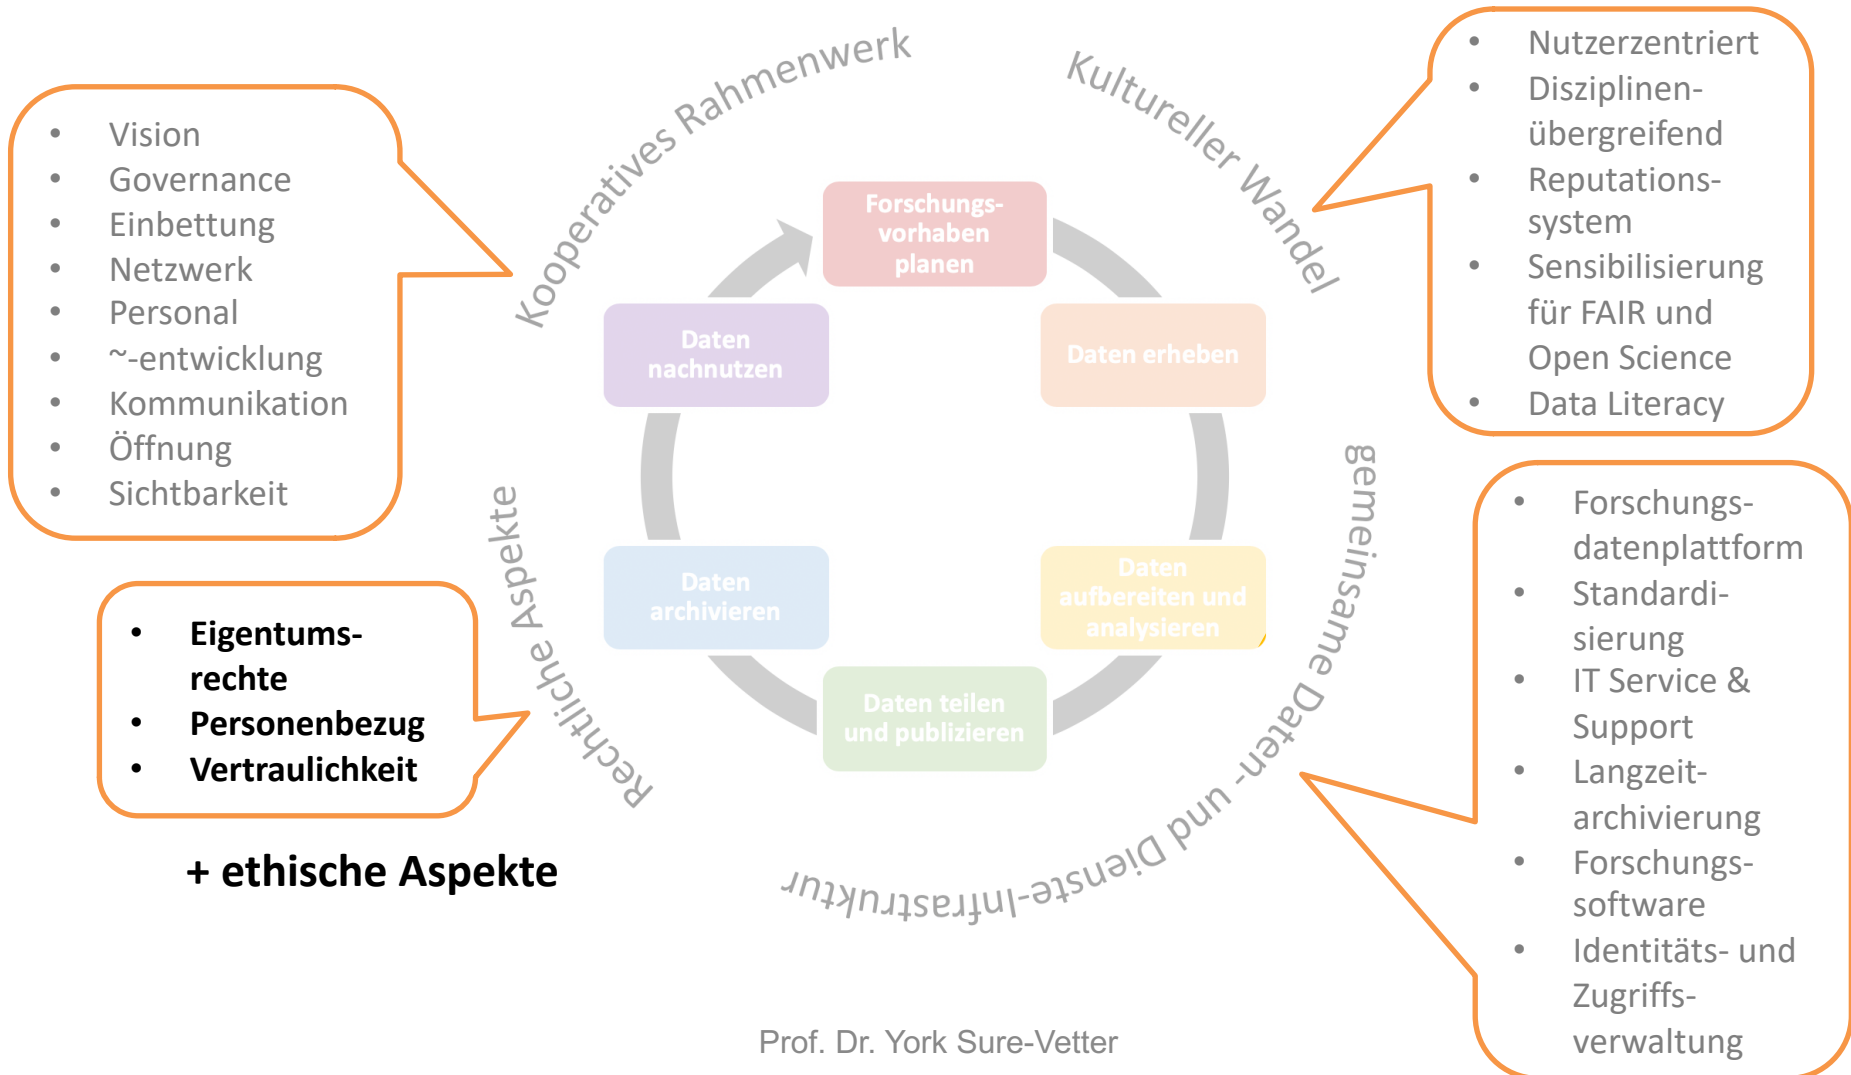 Kooperatives Rahmenwerk
Kultureller Wandel
• Vision
• Governance
• Einbettung
• Netzwerk
• Personal
• ~-entwicklung
• Kommunikation
• Öffnung
• Sichtbarkeit
• Nutzerzentriert
• Disziplinen-
übergreifend
• Reputations-
system
• Sensibilisierung
für FAIR und
Open Science
• Data Literacy
Forschungs-
vorhaben
planen
Daten erheben
Daten
aufbereiten und
analysieren
Daten teilen
und publizieren
Daten
archivieren
Daten
nachnutzen
Rechtliche Aspekte
• Eigentums-
rechte
• Personenbezug
• Vertraulichkeit
+ ethische Aspekte
gemeinsame Daten- und Dienste-Infrastruktur
• Forschungs-
datenplattform
• Standardi-
sierung
• IT Service &
Support
• Langzeit-
archivierung
• Forschungs-
software
• Identitäts- und
Zugriffs-
verwaltung
Prof. Dr. York Sure-Vetter